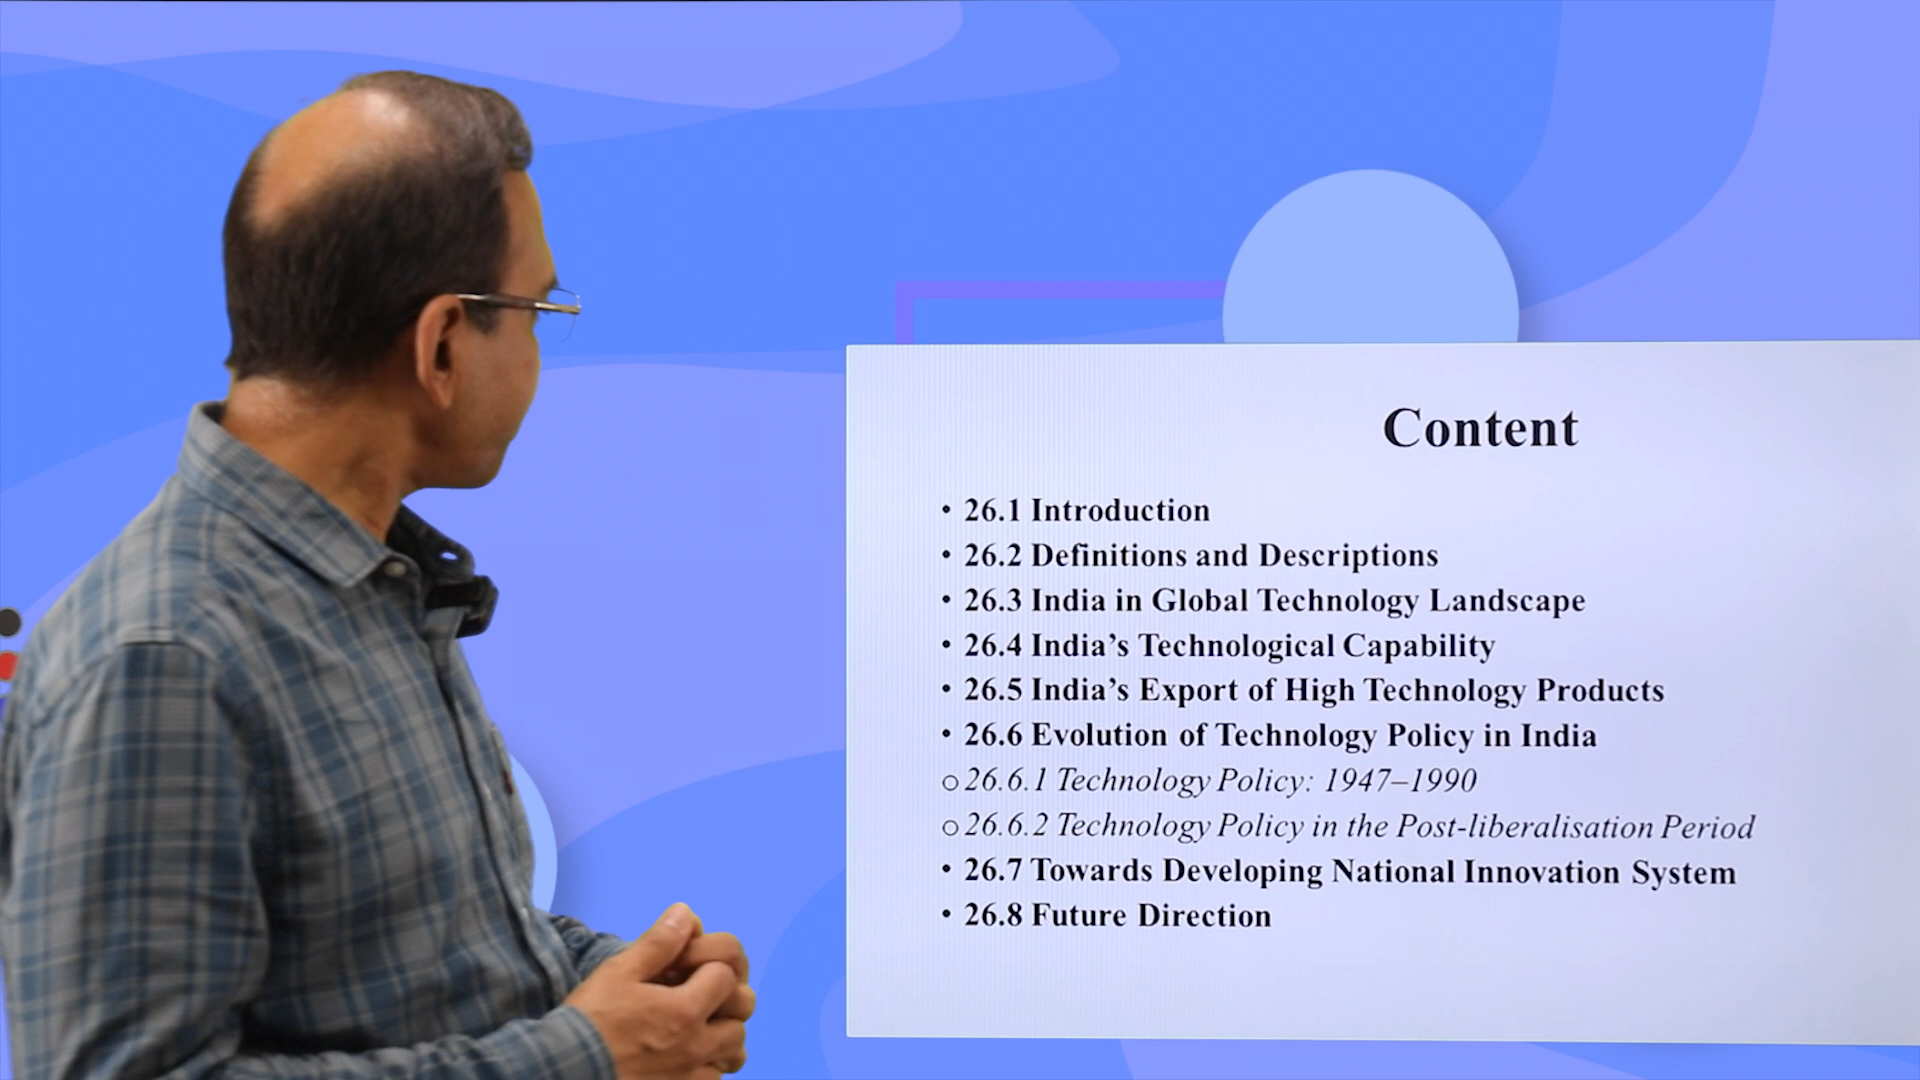 Content
• 26.1 Introduction
• 26.2 Definitions and Descriptions
• 26.3 India in Global Technology Landscape
• 26.4 India’s Technological Capability
• 26.5 India’s Export of High Technology Products
• 26.6 Evolution of Technology Policy in India
o 26.6.1 Technology Policy: 1947–1990
o 26.6.2 Technology Policy in the Post-liberalisation Period
• 26.7 Towards Developing National Innovation System
• 26.8 Future Direction